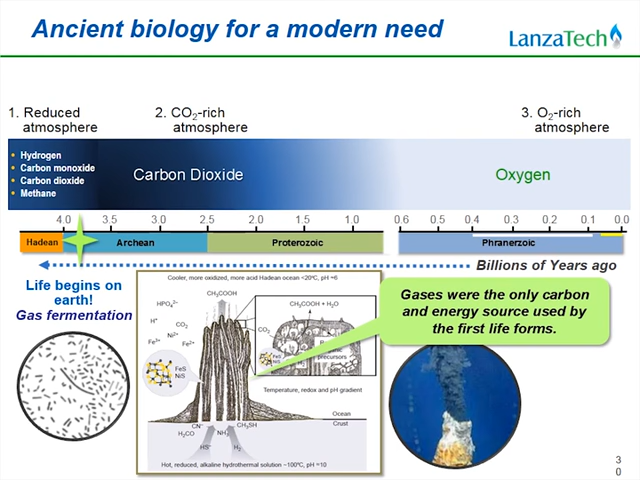 Ancient biology for a modern need
LanzaTech
1. Reduced
atmosphere
2. CO₂-rich
atmosphere
3. O₂-rich
atmosphere
• Hydrogen
• Carbon monoxide
• Carbon dioxide
• Methane
Carbon Dioxide
Oxygen
4.0 3.5 3.0 2.5 2.0 1.5 1.0 0.6 0.5 0.4 0.3 0.2 0.1 0.0
Hadean Archean Proterozoic Phranerzoic
Billions of Years ago
Life begins on
earth!
Gas fermentation
Gases were the only carbon
and energy source used by
the first life forms.
Cooler, more oxidized, more acid Hadean ocean <20ºC, pH ≈6
CH₃COOH
HPO₄²⁻
H⁺
CO₂
Ni²⁺
Fe³⁺
Fe²⁺
FeS
NiS
CH₃COOH + H₂O
CO₂
FeS
NiS
precursors
Temperature, redox and pH gradient
Ocean
Crust
CN⁻
H₂CO
NH₃
CH₃SH
HS⁻
H₂
Hot, reduced, alkaline hydrothermal solution ~100ºC, pH ≈10
3
0